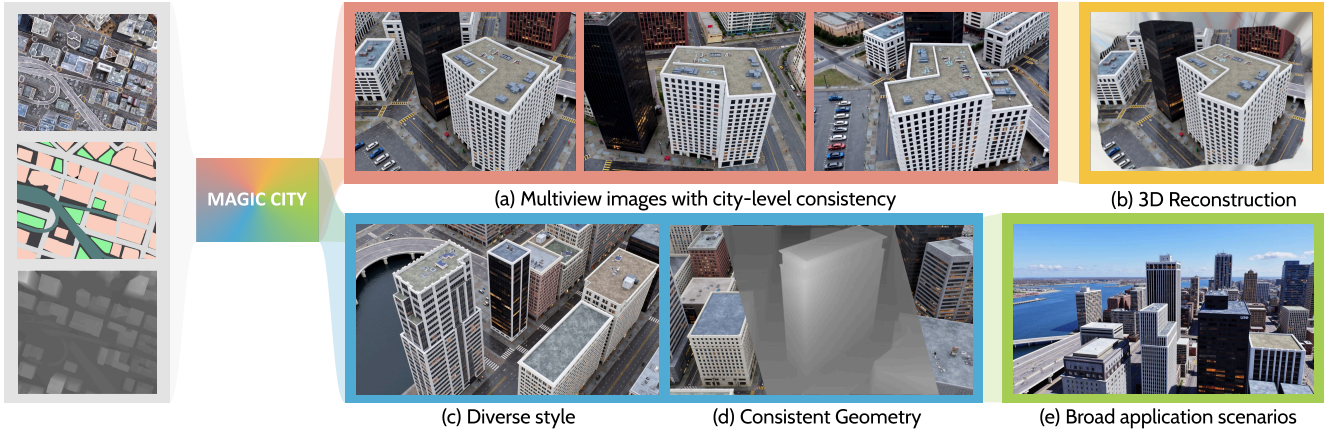 MAGIC CITY
(a) Multiview images with city-level consistency
(b) 3D Reconstruction
(c) Diverse style
(d) Consistent Geometry
(e) Broad application scenarios